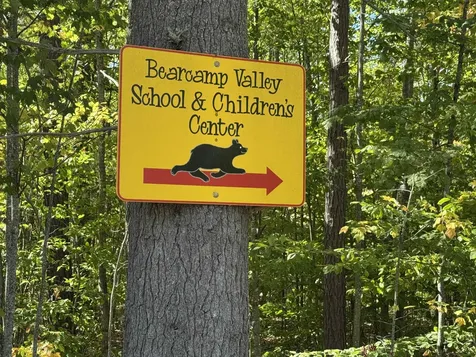 Bearcamp Valley
School & Children's
Center